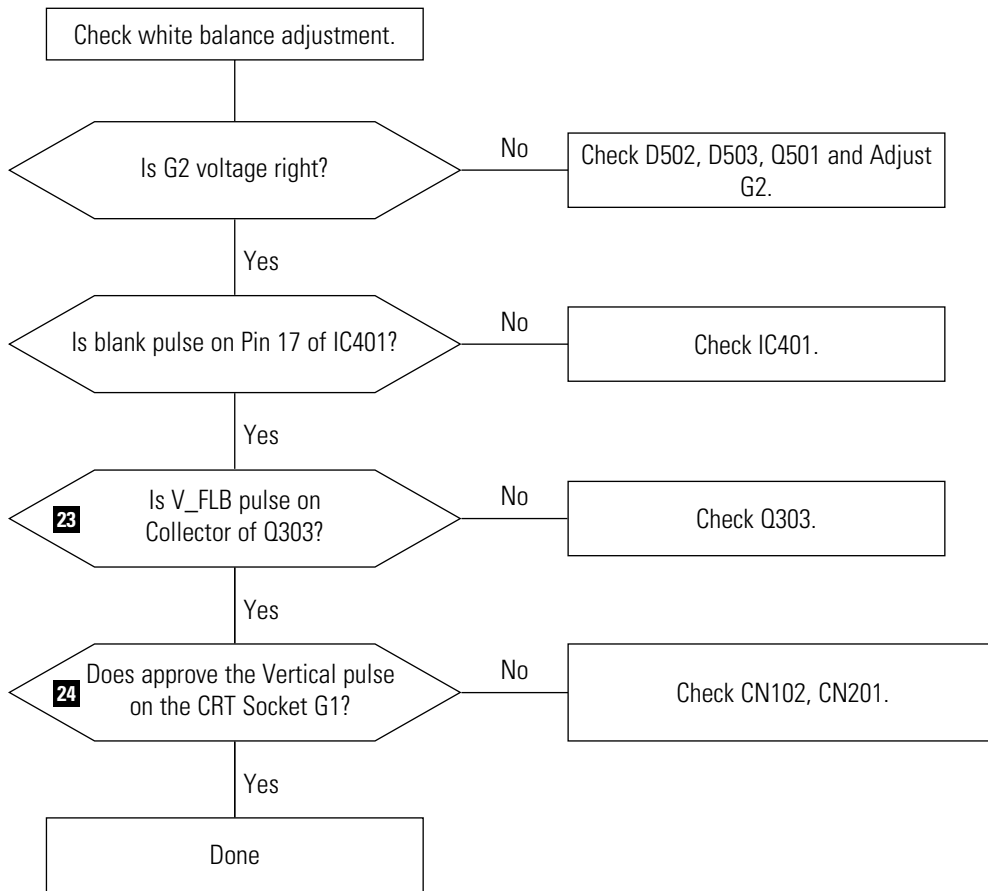 Check white balance adjustment.
Is G2 voltage right?
No
Check D502, D503, Q501 and Adjust
G2.
Yes
Is blank pulse on Pin 17 of IC401?
No
Check IC401.
Yes
23
Is V_FLB pulse on
Collector of Q303?
No
Check Q303.
Yes
24
Does approve the Vertical pulse
on the CRT Socket G1?
No
Check CN102, CN201.
Yes
Done